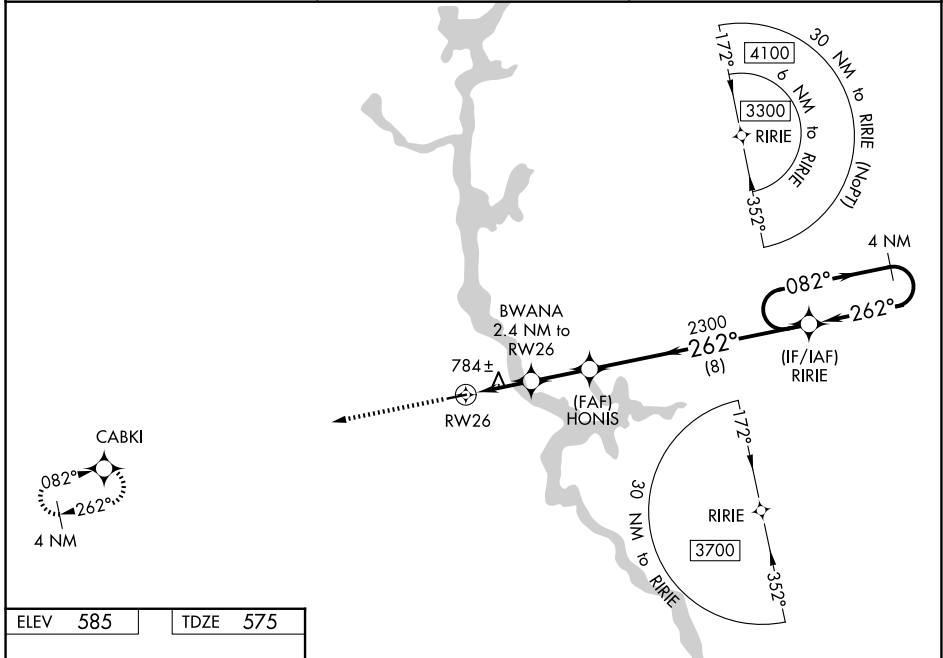 172°
4100
30 NM to RIRIE (NoPT)
6 NM to RIRIE
3300
RIRIE
352°
4 NM
082°
262°
BWANA
2.4 NM to
RW26
2300
262°
(8)
(IF/IAF)
RIRIE
784±
RW26
(FAF)
HONIS
CABKI
082°
262°
4 NM
172°
30 NM to RIRIE
RIRIE
3700
352°
ELEV 585
TDZE 575